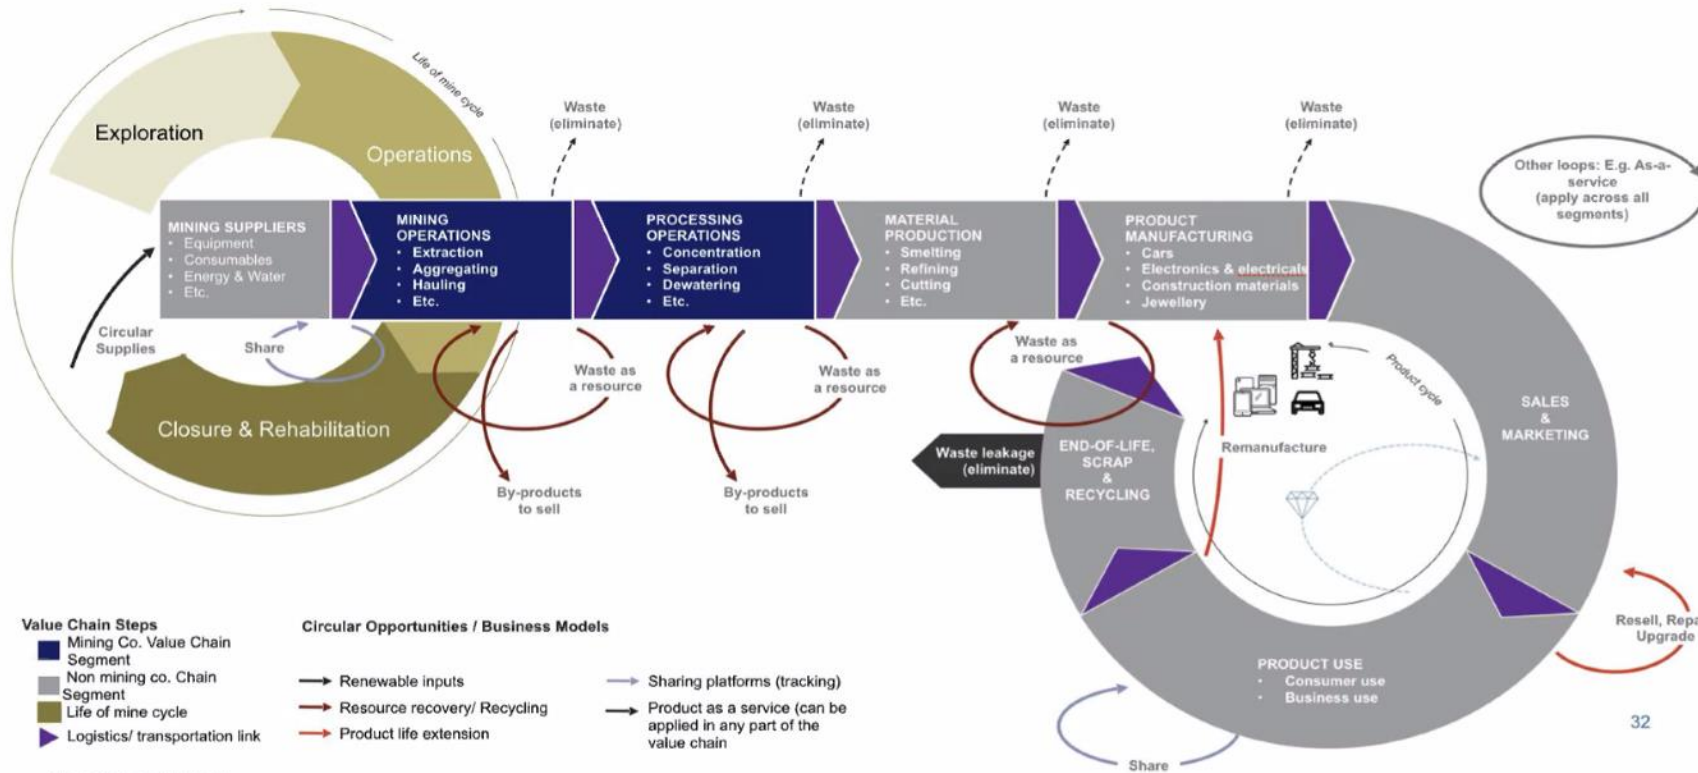 Life of mine cycle
Exploration
Operations
Waste
(eliminate)
Waste
(eliminate)
Waste
(eliminate)
Waste
(eliminate)
Other loops: E.g. As-a-
service
(apply across all
segments)
MINING SUPPLIERS
• Equipment
• Consumables
• Energy & Water
• Etc.
MINING
OPERATIONS
• Extraction
• Aggregating
• Hauling
• Etc.
PROCESSING
OPERATIONS
• Concentration
• Separation
• Dewatering
• Etc.
MATERIAL
PRODUCTION
• Smelting
• Refining
• Cutting
• Etc.
PRODUCT
MANUFACTURING
• Cars
• Electronics & electricals
• Construction materials
• Jewellery
Circular
Supplies
Share
Closure & Rehabilitation
Waste as
a resource
Waste as
a resource
Waste as
a resource
By-products
to sell
By-products
to sell
Waste leakage
(eliminate)
END-OF-LIFE,
SCRAP
&
RECYCLING
Remanufacture
Product cycle
SALES
&
MARKETING
PRODUCT USE
• Consumer use
• Business use
Resell, Repa
Upgrade
Share
Value Chain Steps
Mining Co. Value Chain
Segment
Non mining co. Chain
Segment
Life of mine cycle
Logistics/ transportation link
Circular Opportunities / Business Models
Renewable inputs
Resource recovery/ Recycling
Product life extension
Sharing platforms (tracking)
Product as a service (can be
applied in any part of the
value chain
32